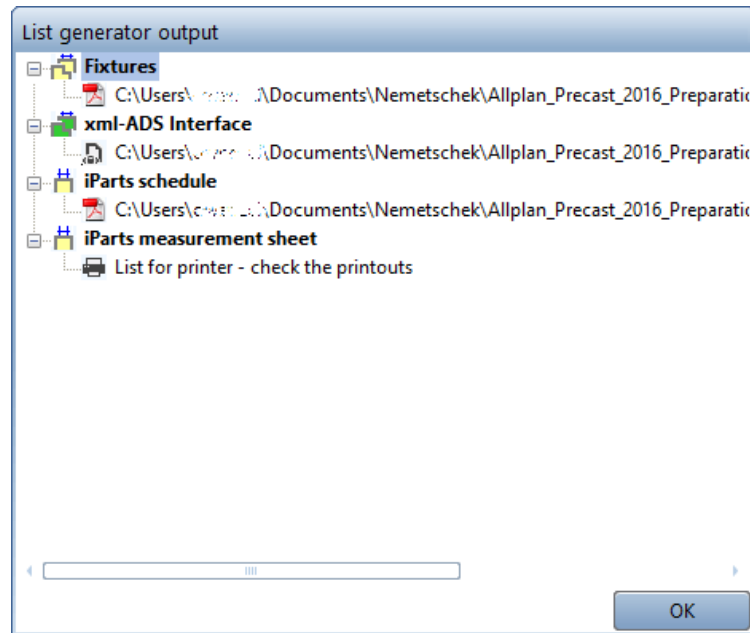 List generator output
Fixtures
C:\Users\ \Documents\Nemetschek\Allplan_Precast_2016_Preparatio
xml-ADS Interface
C:\Users\ \Documents\Nemetschek\Allplan_Precast_2016_Preparatio
iParts schedule
C:\Users\ \Documents\Nemetschek\Allplan_Precast_2016_Preparatio
iParts measurement sheet
List for printer - check the printouts
OK